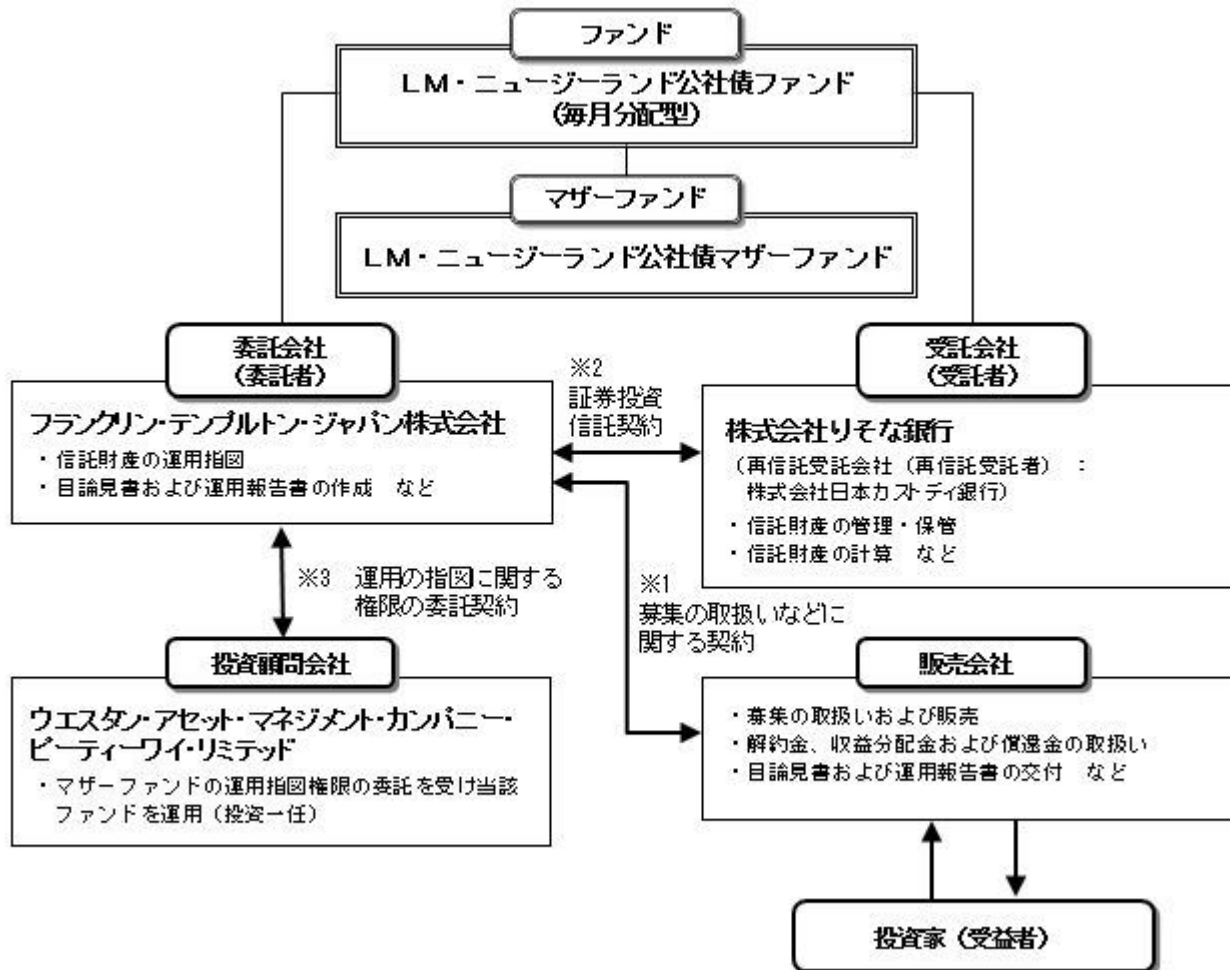 ファンド
LM・ニュージーランド公社債ファンド
(毎月分配型)
マザーファンド
LM・ニュージーランド公社債マザーファンド
委託会社
(委託者)
フランクリン・テンプルトン・ジャパン株式会社
・信託財産の運用指図
・目論見書および運用報告書の作成 など
※2
証券投資
信託契約
受託会社
(受託者)
株式会社りそな銀行
(再信託受託会社(再信託受託者) :
株式会社日本カストディ銀行)
・信託財産の管理・保管
・信託財産の計算 など
※3 運用の指図に関する
権限の委託契約
※1
募集の取扱いなどに
関する契約
投資顧問会社
ウエスタン・アセット・マネジメント・カンパニー・
ピーティーワイ・リミテッド
・マザーファンドの運用指図権限の委託を受け当該
ファンドを運用(投資一任)
販売会社
・募集の取扱いおよび販売
・解約金、収益分配金および償還金の取扱い
・目論見書および運用報告書の交付 など
投資家(受益者)